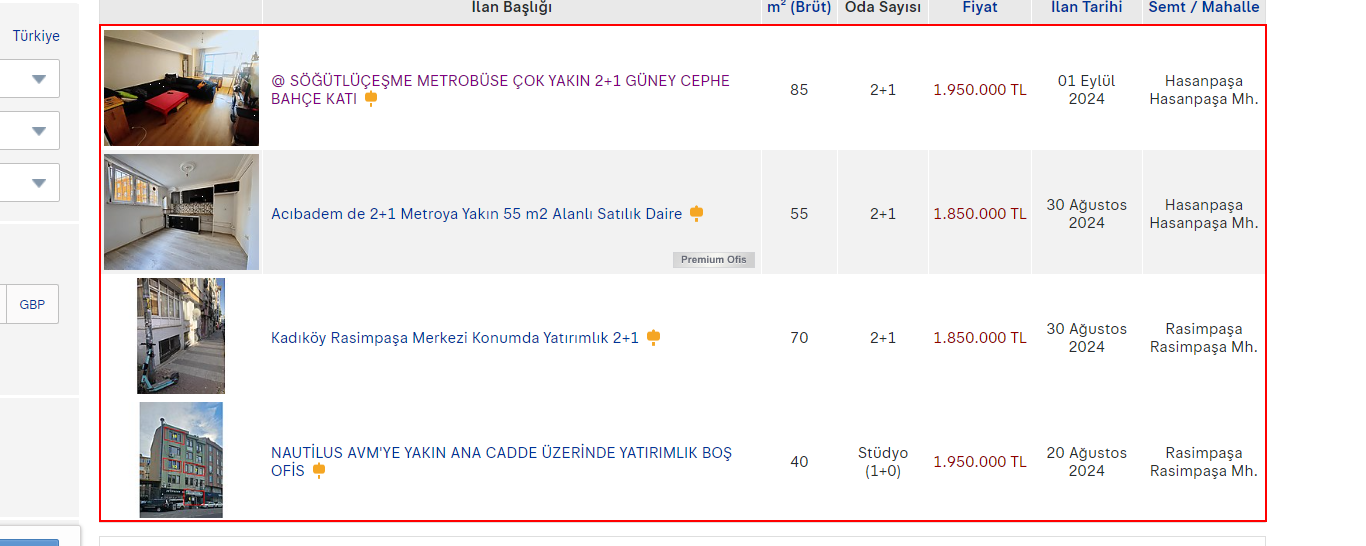 İlan Başlığı
m² (Brüt)
Oda Sayısı
Fiyat
İlan Tarihi
Semt / Mahalle
Türkiye
@ SÖĞÜTLÜÇEŞME METROBÜSE ÇOK YAKIN 2+1 GÜNEY CEPHE
BAHÇE KATI
85
2+1
1.950.000 TL
01 Eylül
2024
Hasanpaşa
Hasanpaşa Mh.
Acıbadem de 2+1 Metroya Yakın 55 m2 Alanlı Satılık Daire
Premium Ofis
55
2+1
1.850.000 TL
30 Ağustos
2024
Hasanpaşa
Hasanpaşa Mh.
GBP
Kadıköy Rasimpaşa Merkezi Konumda Yatırımlık 2+1
70
2+1
1.850.000 TL
30 Ağustos
2024
Rasimpaşa
Rasimpaşa Mh.
NAUTİLUS AVM'YE YAKIN ANA CADDE ÜZERİNDE YATIRIMLIK BOŞ
OFİS
40
Stüdyo
(1+0)
1.950.000 TL
20 Ağustos
2024
Rasimpaşa
Rasimpaşa Mh.